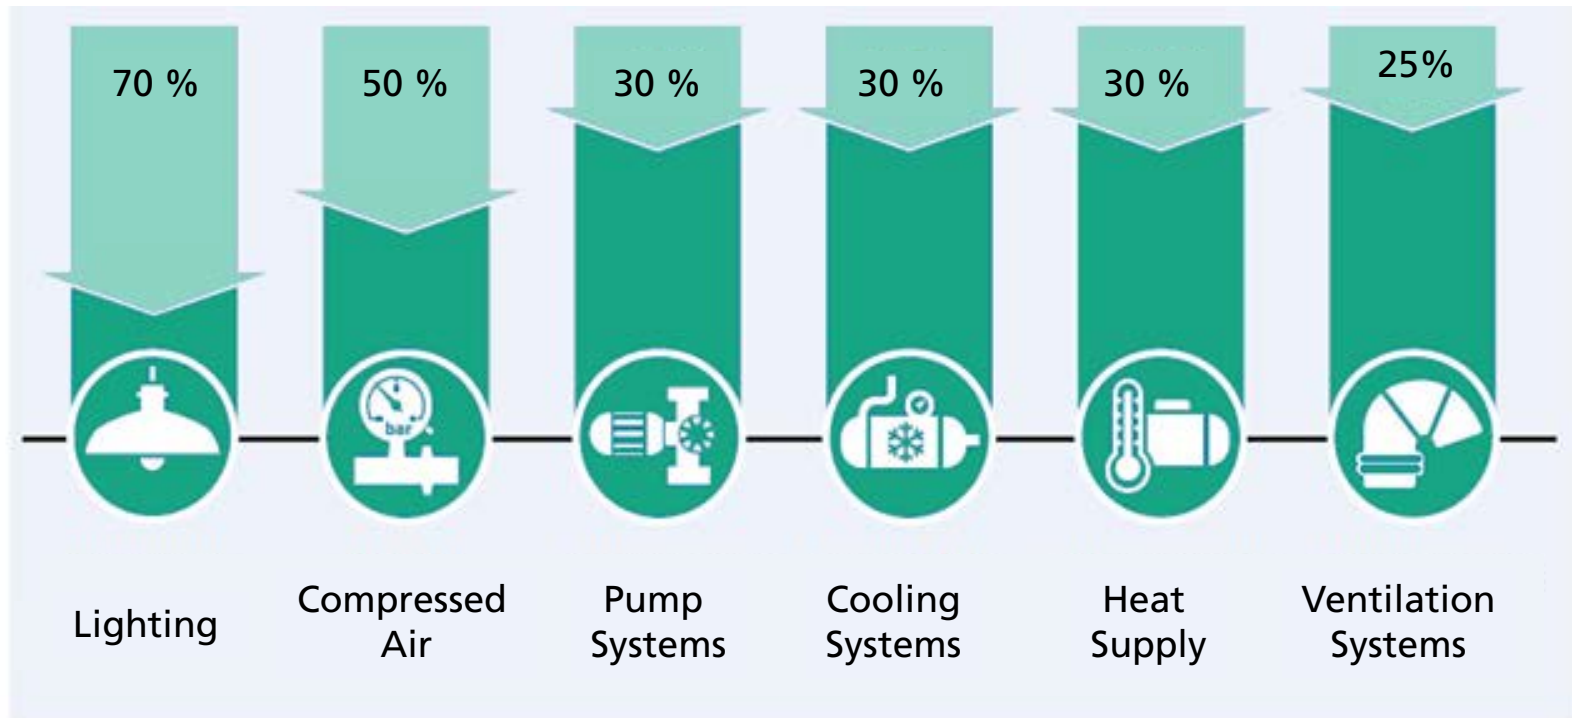 70 %
50 %
30 %
30 %
30 %
25%
bar
Lighting
Compressed
Air
Pump
Systems
Cooling
Systems
Heat
Supply
Ventilation
Systems